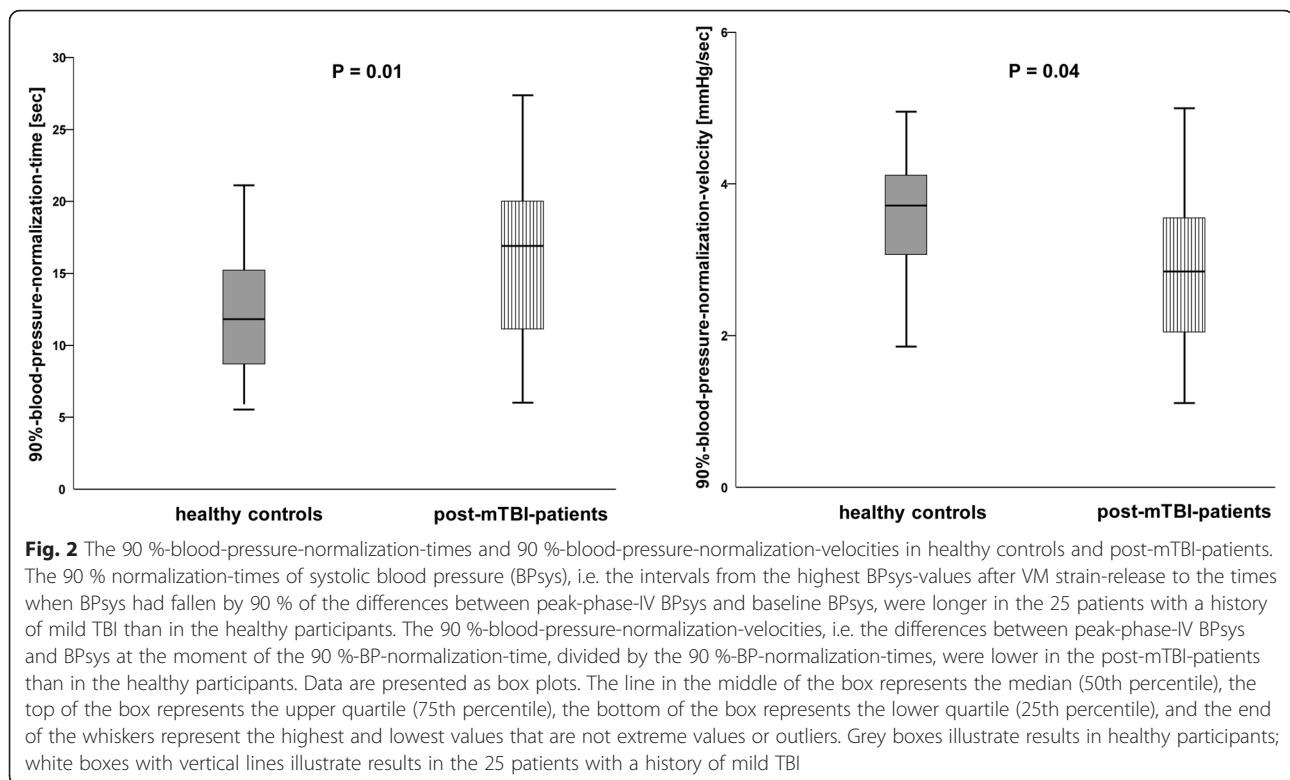 30
25
20
15
10
5
0
90%-blood-pressure-normalization-time [sec]
P = 0.01
healthy controls
post-mTBI-patients
6
4
2
0
90%-blood-pressure-normalization-velocity [mmHg/sec]
P = 0.04
healthy controls
post-mTBI-patients
Fig. 2 The 90 %-blood-pressure-normalization-times and 90 %-blood-pressure-normalization-velocities in healthy controls and post-mTBI-patients.
The 90 % normalization-times of systolic blood pressure (BPsys), i.e. the intervals from the highest BPsys-values after VM strain-release to the times
when BPsys had fallen by 90 % of the differences between peak-phase-IV BPsys and baseline BPsys, were longer in the 25 patients with a history
of mild TBI than in the healthy participants. The 90 %-blood-pressure-normalization-velocities, i.e. the differences between peak-phase-IV BPsys
and BPsys at the moment of the 90 %-BP-normalization-time, divided by the 90 %-BP-normalization-times, were lower in the post-mTBI-patients
than in the healthy participants. Data are presented as box plots. The line in the middle of the box represents the median (50th percentile), the
top of the box represents the upper quartile (75th percentile), the bottom of the box represents the lower quartile (25th percentile), and the end
of the whiskers represent the highest and lowest values that are not extreme values or outliers. Grey boxes illustrate results in healthy participants;
white boxes with vertical lines illustrate results in the 25 patients with a history of mild TBI